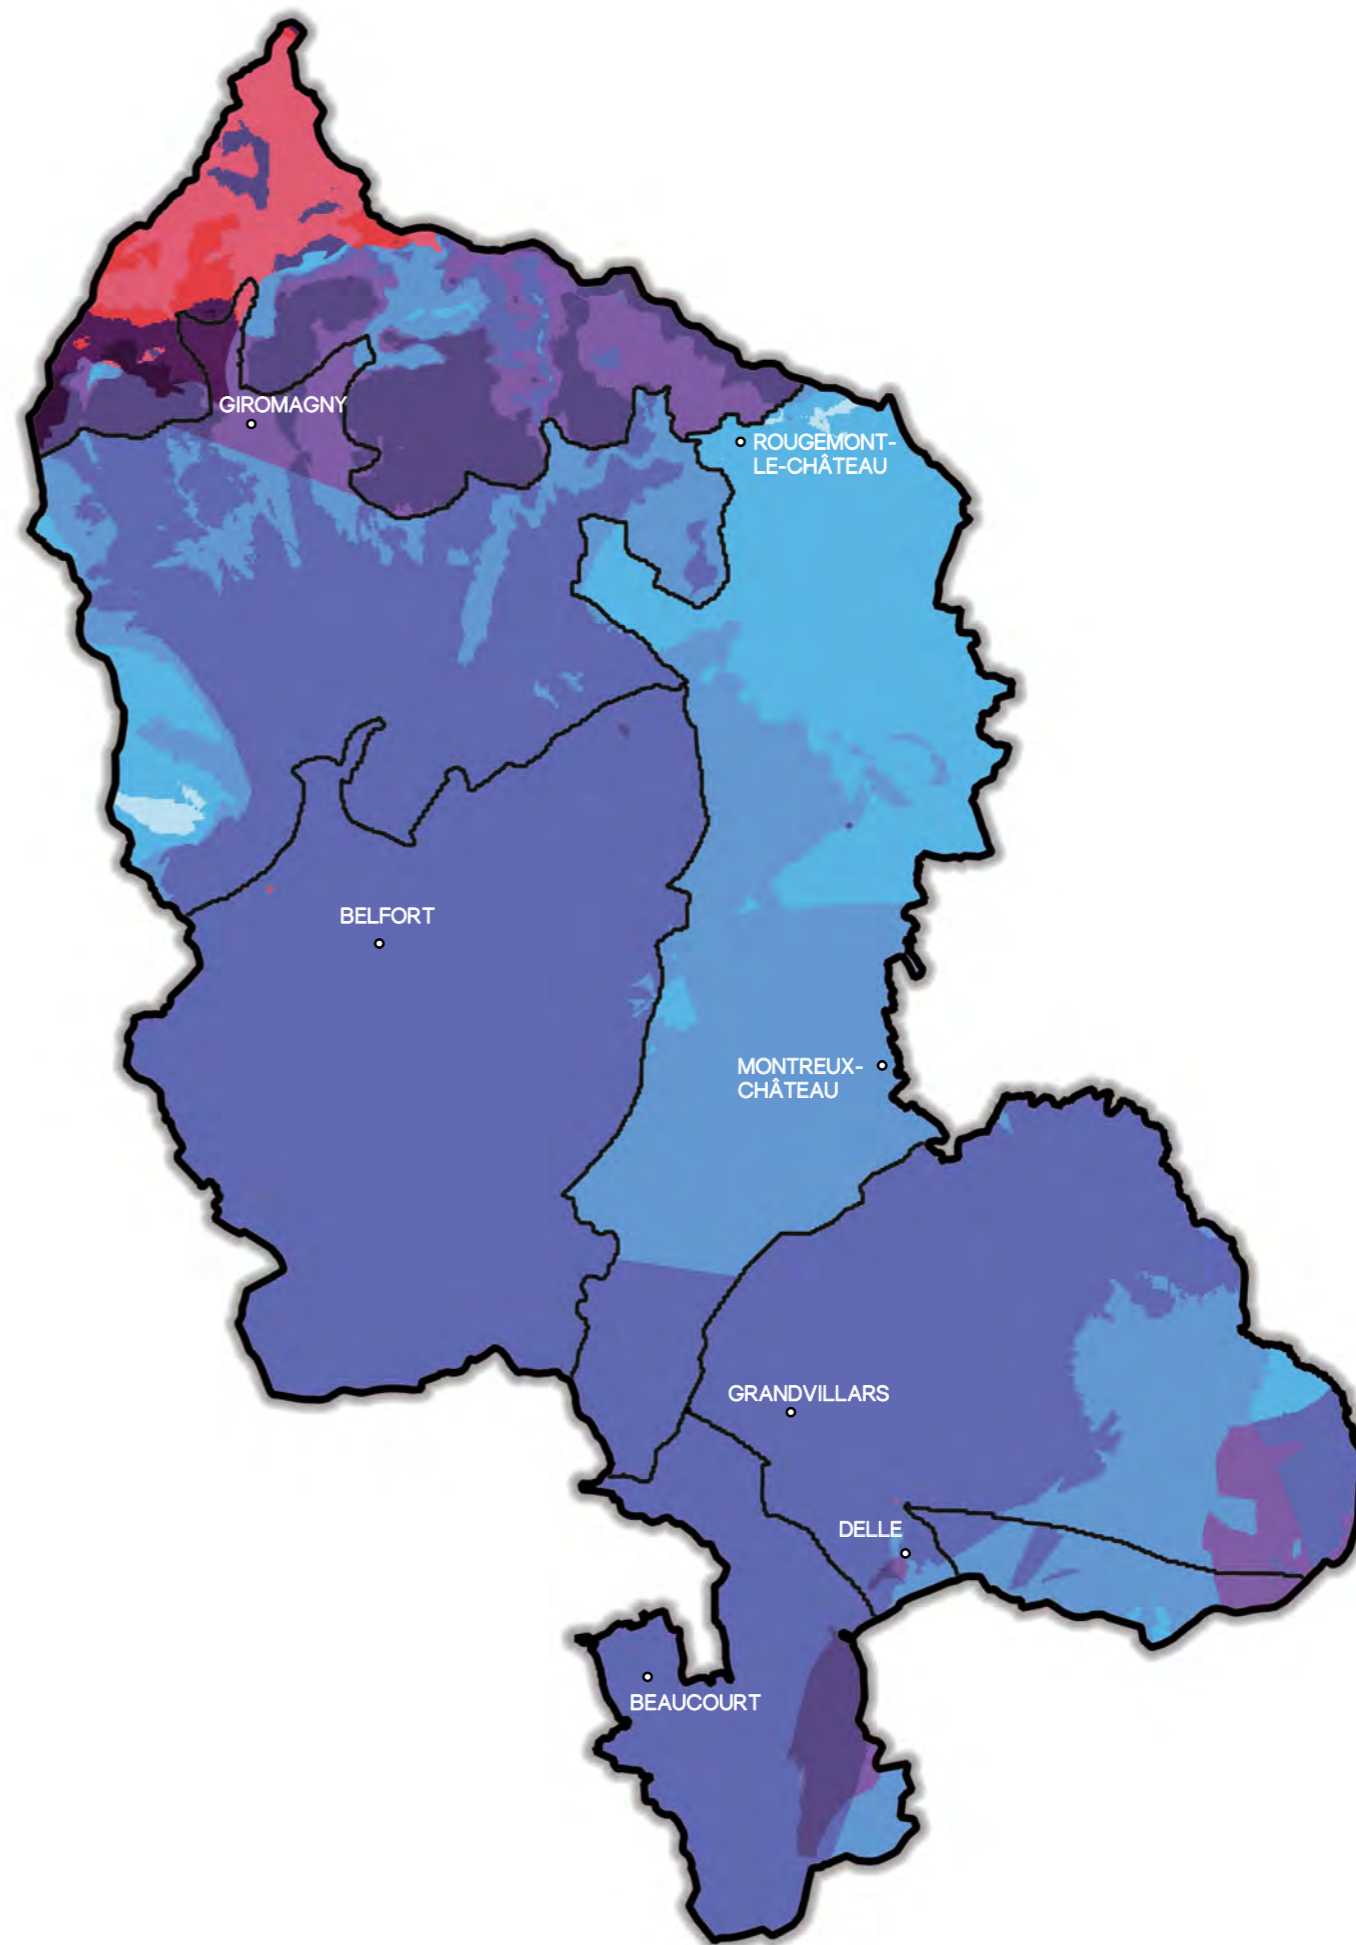 GIROMAGNY
ROUGEMONT-
LE-CHÂTEAU
BELFORT
MONTREUX-
CHÂTEAU
GRANDVILLARS
DELLE
BEAUCOURT